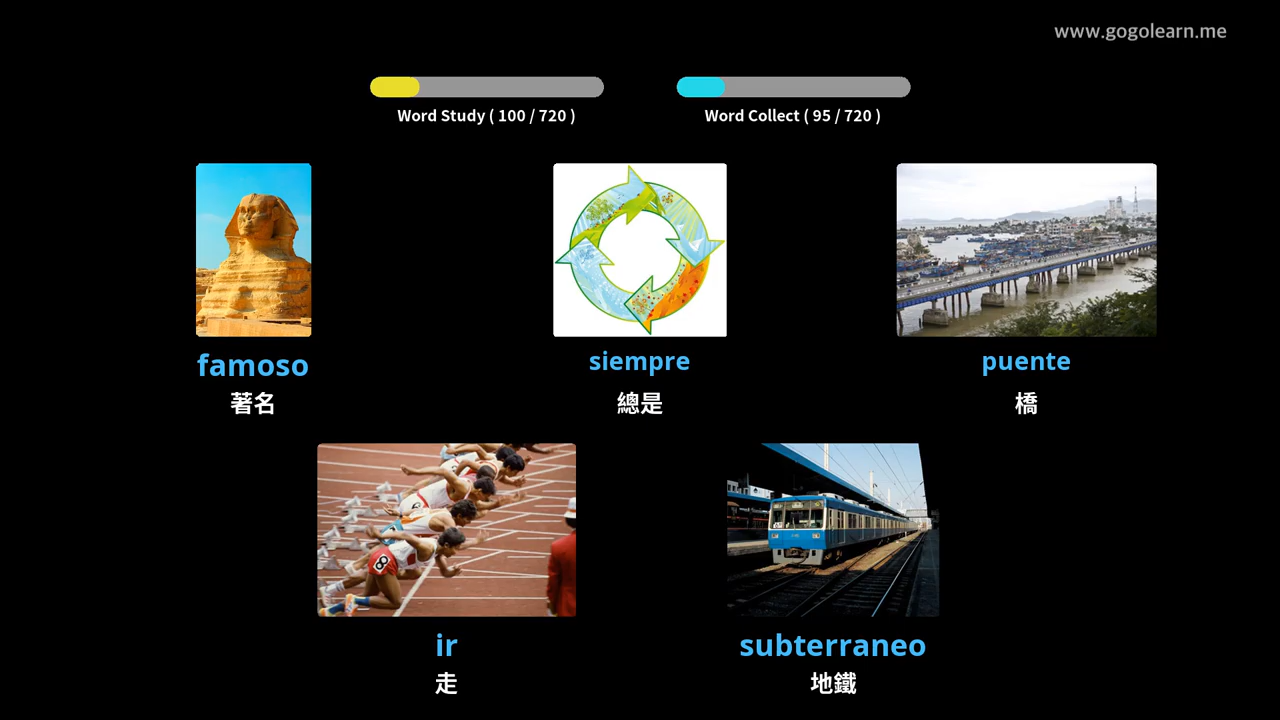 www.gogolearn.me
Word Study ( 100 / 720 )
Word Collect ( 95 / 720 )
famoso
著名
siempre
總是
puente
橋
ir
走
subterraneo
地鐵